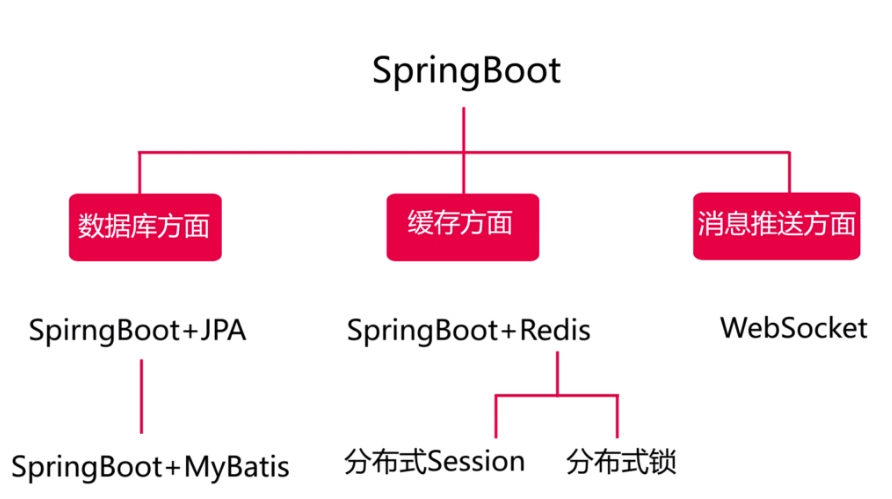 SpringBoot
数据库方面
缓存方面
消息推送方面
SpirngBoot+JPA
SpringBoot+Redis
WebSocket
SpringBoot+MyBatis
分布式Session
分布式锁